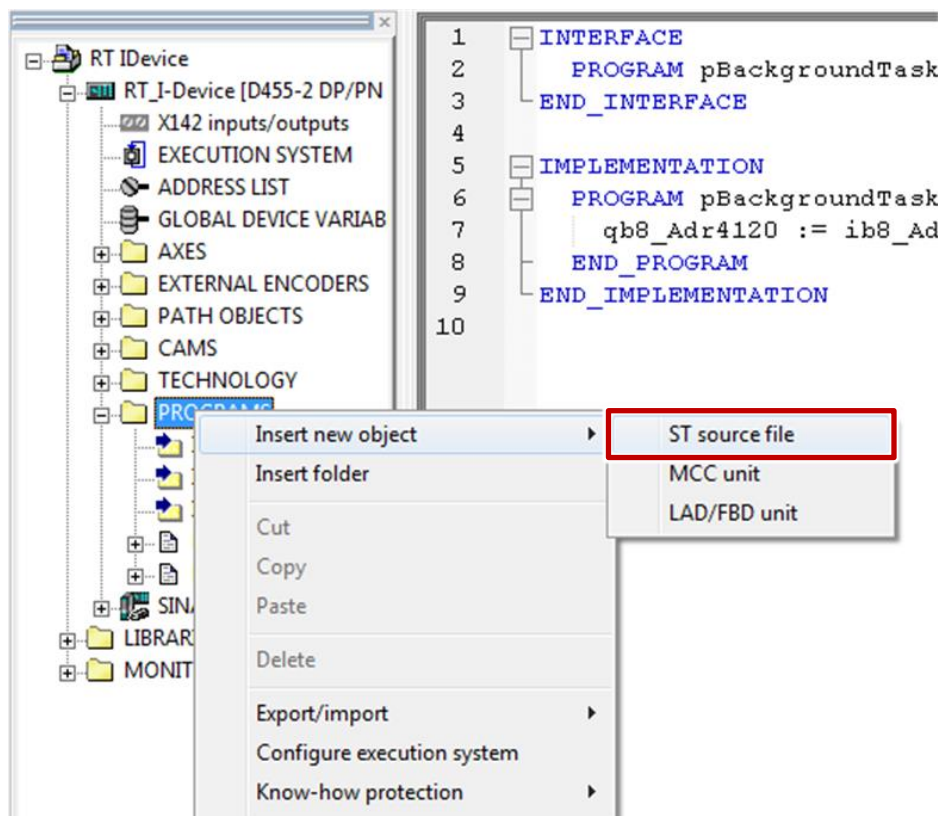 RT IDevice
RT_I-Device [D455-2 DP/PN
X142 inputs/outputs
EXECUTION SYSTEM
ADDRESS LIST
GLOBAL DEVICE VARIAB
AXES
EXTERNAL ENCODERS
PATH OBJECTS
CAMS
TECHNOLOGY
PROGRAMS
SINA
LIBRAR
MONIT
1 INTERFACE
2 PROGRAM pBackgroundTask
3 END_INTERFACE
4
5 IMPLEMENTATION
6 PROGRAM pBackgroundTask
7 qb8_Adr4120 := ib8_Ad
8 END_PROGRAM
9 END_IMPLEMENTATION
10
Insert new object
Insert folder
Cut
Copy
Paste
Delete
Export/import
Configure execution system
Know-how protection
ST source file
MCC unit
LAD/FBD unit